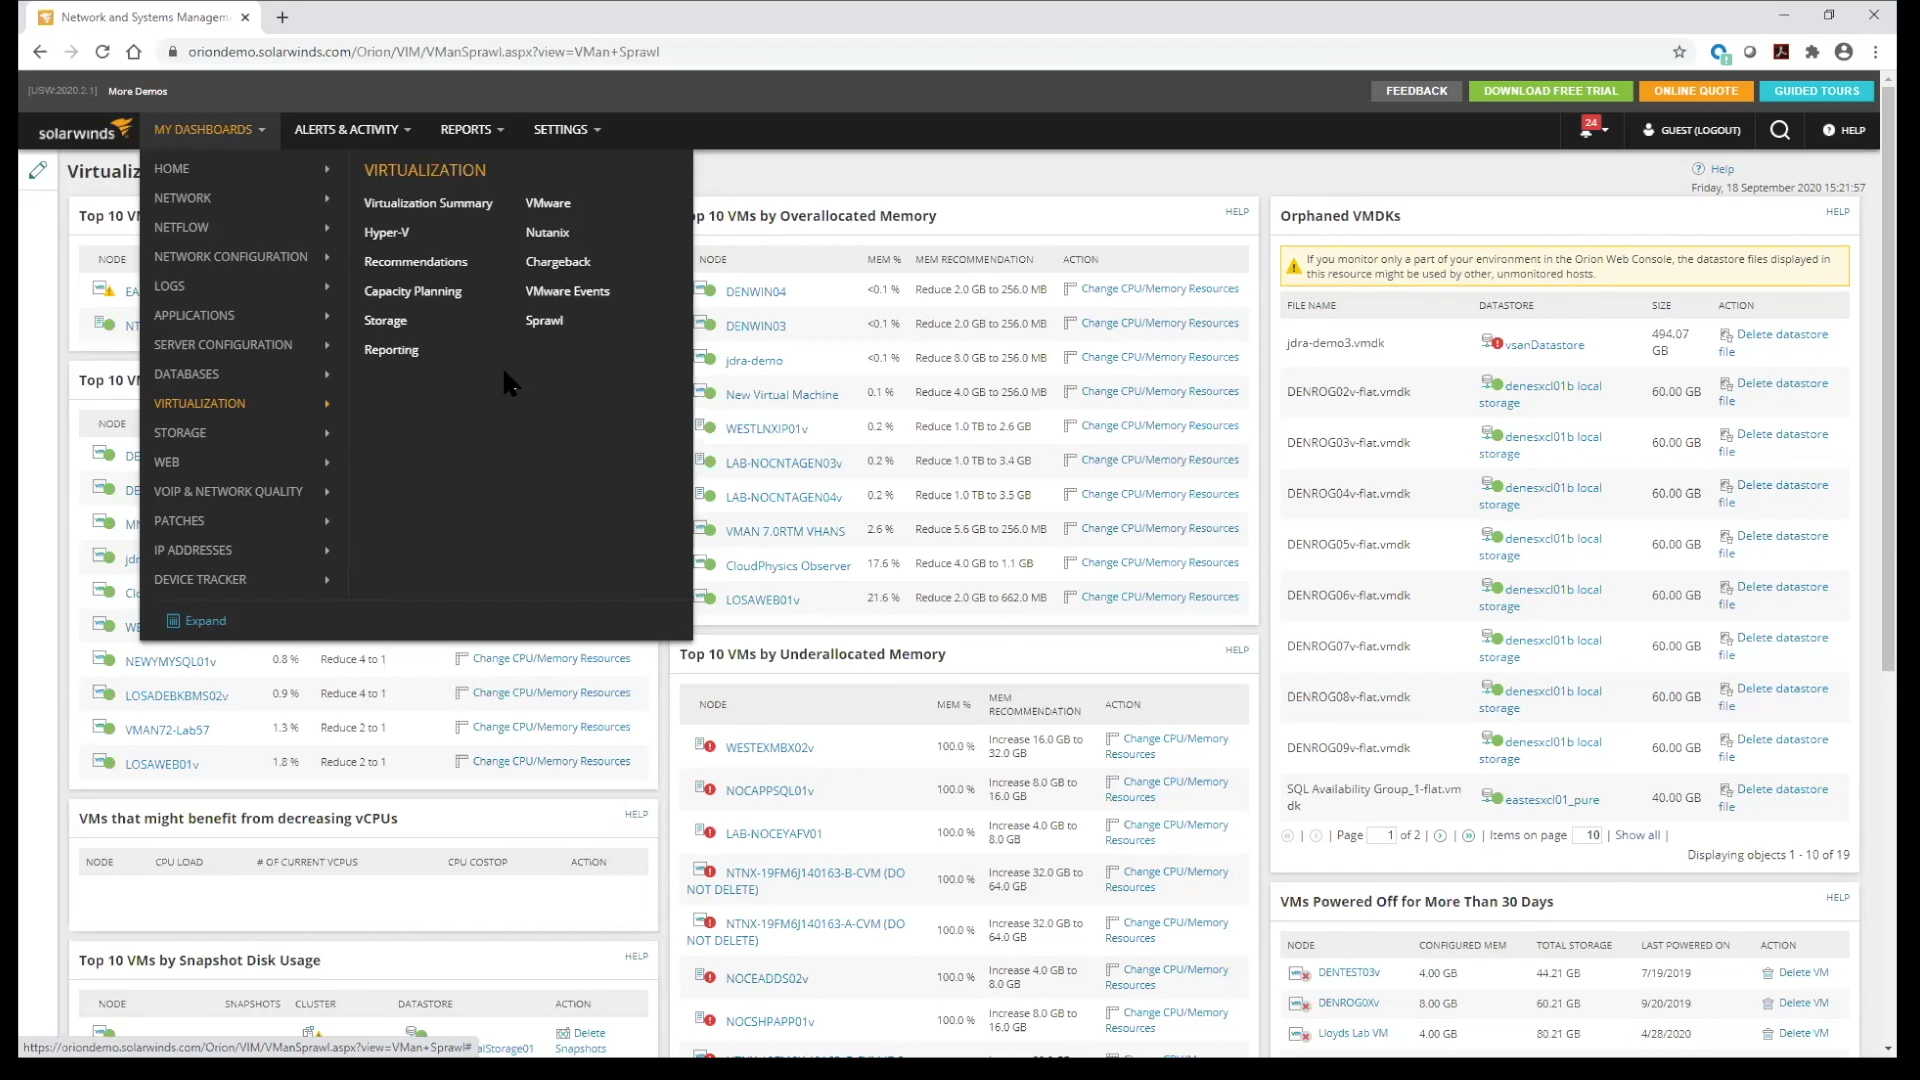 Network and Systems Managem
oriondemo.solarwinds.com/Orion/VIM/VManSprawl.aspx?view=VMan+Sprawl
[USW:2020.2.1] More Demos
FEEDBACK
DOWNLOAD FREE TRIAL
ONLINE QUOTE
GUIDED TOURS
solarwinds
MY DASHBOARDS
ALERTS & ACTIVITY
REPORTS
SETTINGS
24
GUEST (LOGOUT)
HELP
Virtualiz
Help
Friday, 18 September 2020 15:21:57
HOME
NETWORK
NETFLOW
NETWORK CONFIGURATION
LOGS
APPLICATIONS
SERVER CONFIGURATION
DATABASES
VIRTUALIZATION
STORAGE
WEB
VOIP & NETWORK QUALITY
PATCHES
IP ADDRESSES
DEVICE TRACKER
Expand
VIRTUALIZATION
Virtualization Summary VMware
Hyper-V Nutanix
Recommendations Chargeback
Capacity Planning VMware Events
Storage Sprawl
Reporting
Top 10 VM
NODE
EA
NT
Top 10 VM
NODE
DE
DE
MN
jdr
Clo
WE
NEWYMYSQL01v 0.8 % Reduce 4 to 1 Change CPU/Memory Resources
LOSADEBKBMS02v 0.9 % Reduce 4 to 1 Change CPU/Memory Resources
VMAN72-Lab57 1.3 % Reduce 2 to 1 Change CPU/Memory Resources
LOSAWEB01v 1.8 % Reduce 2 to 1 Change CPU/Memory Resources
VMs that might benefit from decreasing vCPUs HELP
NODE CPU LOAD # OF CURRENT VCPUS CPU COSTOP ACTION
Top 10 VMs by Snapshot Disk Usage HELP
NODE SNAPSHOTS CLUSTER DATASTORE ACTION
Delete
alStorage01 Snapshots
https://oriondemo.solarwinds.com/Orion/VIM/VManSprawl.aspx?view=VMan+Sprawl#
p 10 VMs by Overallocated Memory HELP
NODE MEM % MEM RECOMMENDATION ACTION
DENWIN04 <0.1 % Reduce 2.0 GB to 256.0 MB Change CPU/Memory Resources
DENWIN03 <0.1 % Reduce 2.0 GB to 256.0 MB Change CPU/Memory Resources
jdra-demo <0.1 % Reduce 8.0 GB to 256.0 MB Change CPU/Memory Resources
New Virtual Machine 0.1 % Reduce 4.0 GB to 256.0 MB Change CPU/Memory Resources
WESTLNXIP01v 0.2 % Reduce 1.0 TB to 2.6 GB Change CPU/Memory Resources
LAB-NOCNTAGEN03v 0.2 % Reduce 1.0 TB to 3.4 GB Change CPU/Memory Resources
LAB-NOCNTAGEN04v 0.2 % Reduce 1.0 TB to 3.5 GB Change CPU/Memory Resources
VMAN 7.0RTM VHANS 2.6 % Reduce 5.6 GB to 256.0 MB Change CPU/Memory Resources
CloudPhysics Observer 17.6 % Reduce 4.0 GB to 1.1 GB Change CPU/Memory Resources
LOSAWEB01v 21.6 % Reduce 2.0 GB to 662.0 MB Change CPU/Memory Resources
Top 10 VMs by Underallocated Memory HELP
NODE MEM % MEM RECOMMENDATION ACTION
WESTEXMBX02v 100.0 % Increase 16.0 GB to 32.0 GB Change CPU/Memory Resources
NOCAPPSQL01v 100.0 % Increase 8.0 GB to 16.0 GB Change CPU/Memory Resources
LAB-NOCEYAFV01 100.0 % Increase 4.0 GB to 8.0 GB Change CPU/Memory Resources
NTNX-19FM6J140163-B-CVM (DO NOT DELETE) 100.0 % Increase 32.0 GB to 64.0 GB Change CPU/Memory Resources
NTNX-19FM6J140163-A-CVM (DO NOT DELETE) 100.0 % Increase 32.0 GB to 64.0 GB Change CPU/Memory Resources
NOCEADDS02v 100.0 % Increase 4.0 GB to 8.0 GB Change CPU/Memory Resources
NOCSHPAPP01v 100.0 % Increase 8.0 GB to 16.0 GB Change CPU/Memory Resources
Orphaned VMDKs HELP
If you monitor only a part of your environment in the Orion Web Console, the datastore files displayed in
this resource might be used by other, unmonitored hosts.
FILE NAME DATASTORE SIZE ACTION
jdra-demo3.vmdk vsanDatastore 494.07 GB Delete datastore file
DENROG02v-flat.vmdk denesxcl01b local storage 60.00 GB Delete datastore file
DENROG03v-flat.vmdk denesxcl01b local storage 60.00 GB Delete datastore file
DENROG04v-flat.vmdk denesxcl01b local storage 60.00 GB Delete datastore file
DENROG05v-flat.vmdk denesxcl01b local storage 60.00 GB Delete datastore file
DENROG06v-flat.vmdk denesxcl01b local storage 60.00 GB Delete datastore file
DENROG07v-flat.vmdk denesxcl01b local storage 60.00 GB Delete datastore file
DENROG08v-flat.vmdk denesxcl01b local storage 60.00 GB Delete datastore file
DENROG09v-flat.vmdk denesxcl01b local storage 60.00 GB Delete datastore file
SQL Availability Group_1-flat.vmdk eastesxcl01_pure 40.00 GB Delete datastore file
| Page 1 of 2 | | Items on page 10 | Show all |
Displaying objects 1 - 10 of 19
VMs Powered Off for More Than 30 Days HELP
NODE CONFIGURED MEM TOTAL STORAGE LAST POWERED ON ACTION
DENTEST03v 4.00 GB 44.21 GB 7/19/2019 Delete VM
DENROG0Xv 8.00 GB 60.21 GB 9/20/2019 Delete VM
Lloyds Lab VM 4.00 GB 80.21 GB 4/28/2020 Delete VM